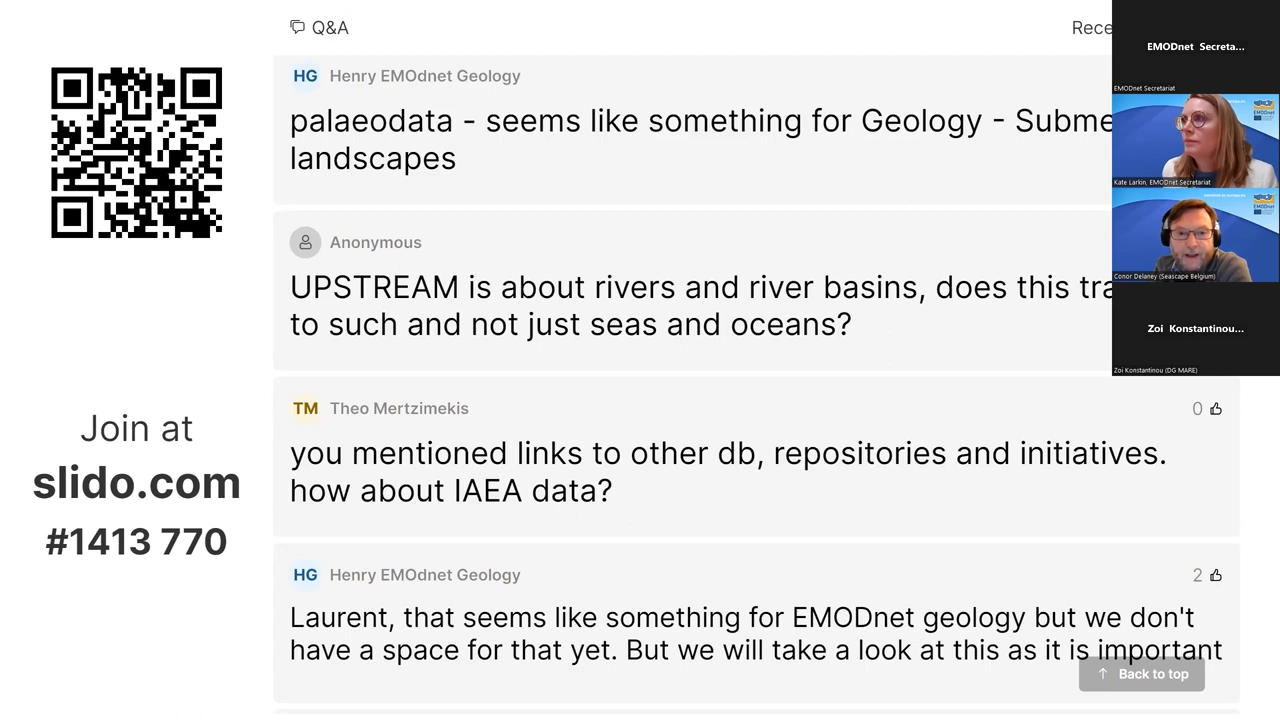 Q&A
Rece
HG Henry EMOdnet Geology
palaeodata - seems like something for Geology - Subme
landscapes
Anonymous
UPSTREAM is about rivers and river basins, does this tra
to such and not just seas and oceans?
TM Theo Mertzimekis
0
you mentioned links to other db, repositories and initiatives.
how about IAEA data?
HG Henry EMOdnet Geology
2
Laurent, that seems like something for EMODnet geology but we don't
have a space for that yet. But we will take a look at this as it is important
↑ Back to top
Join at
slido.com
#1413 770
EMODnet Secreta...
EMODnet Secretariat
EMODnet
Kate Larkin, EMODnet Secretariat
EMODnet
Conor Delaney (Seascape Belgium)
Zoi Konstantinou...
Zoi Konstantinou (DG MARE)